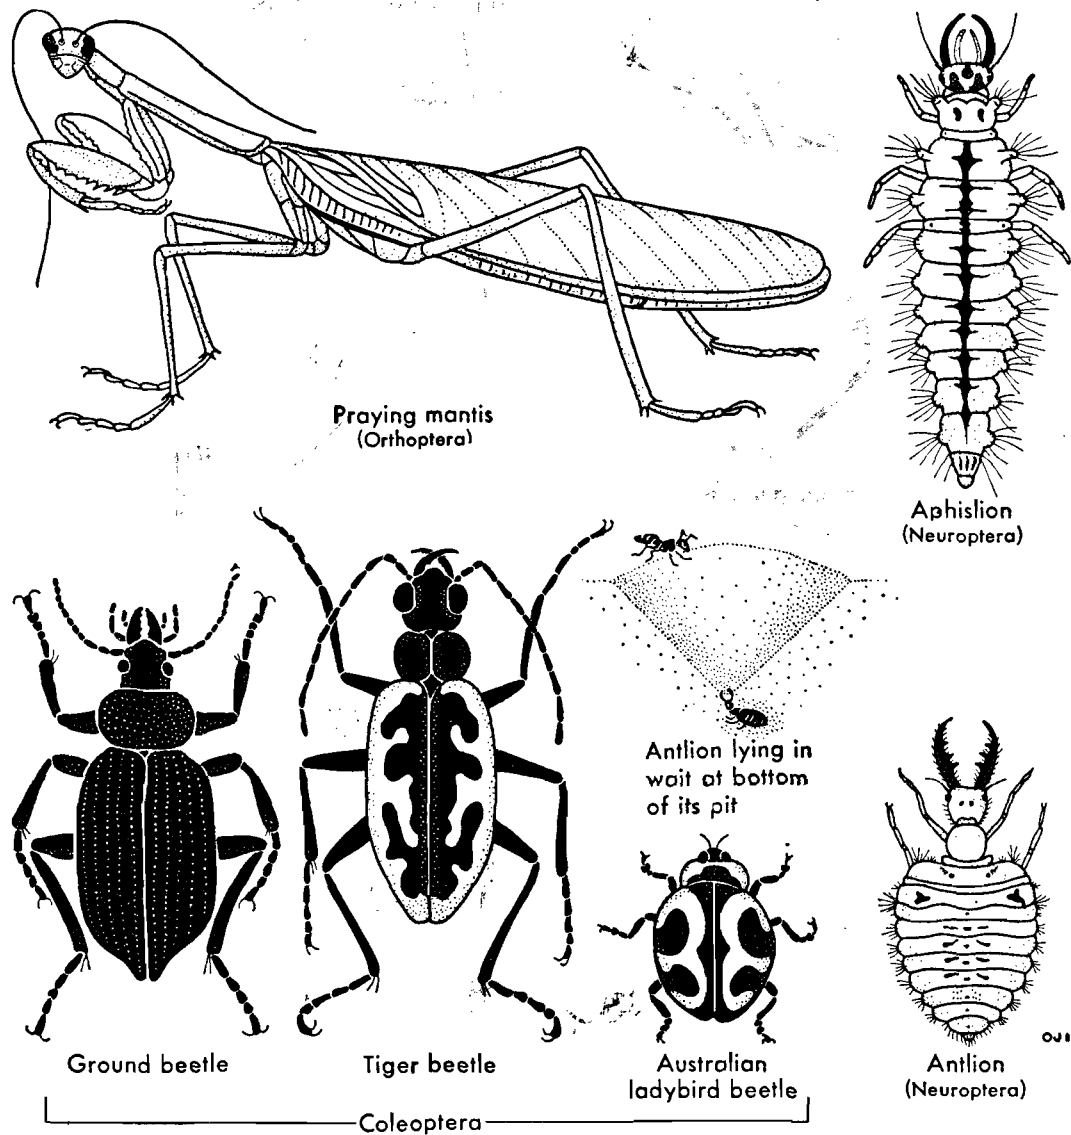 Praying mantis
(Orthoptera)
Aphislion
(Neuroptera)
Antlion lying in
wait at bottom
of its pit
Ground beetle
Tiger beetle
Australian
ladybird beetle
Antlion
(Neuroptera)
Coleoptera